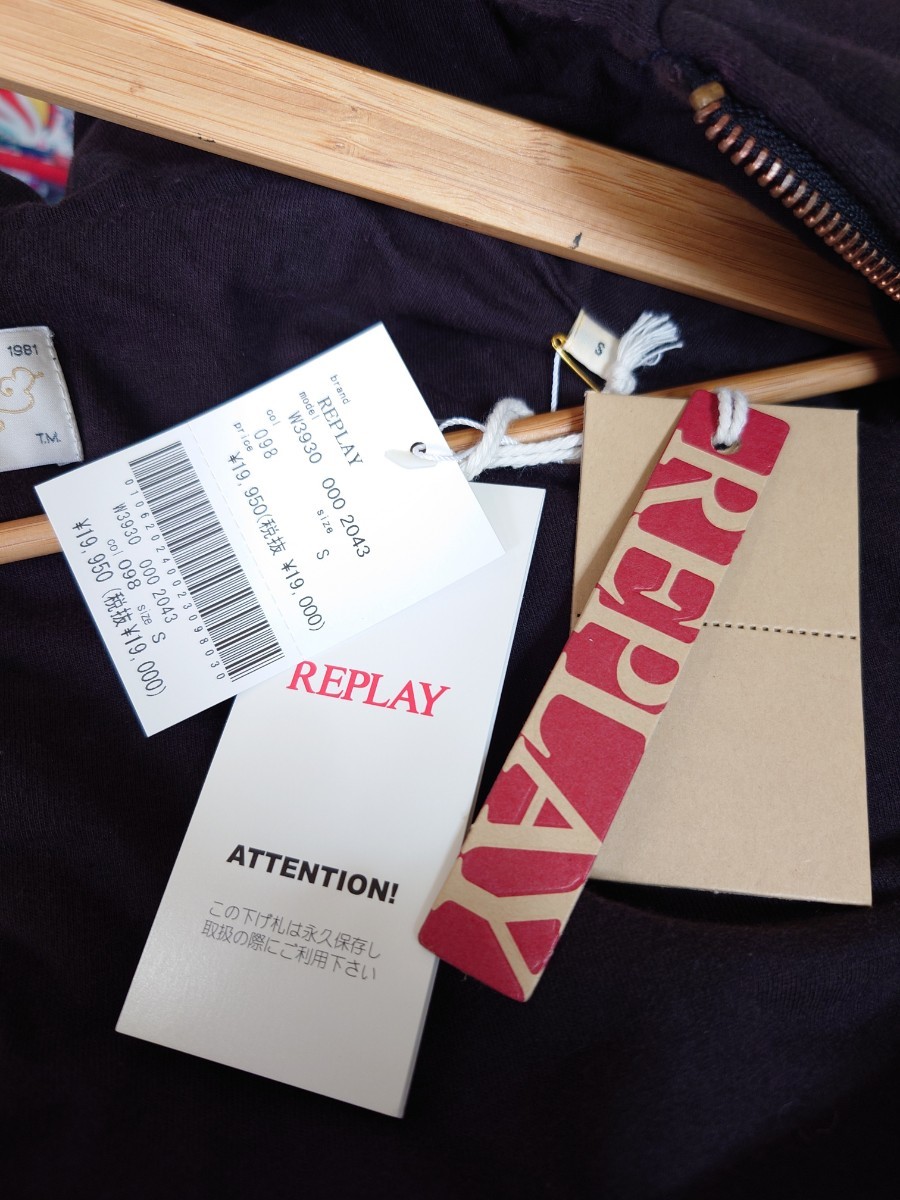 1981
T.M.
S
brand
REPLAY
model
W3930 000 2043
col size
098 S
price
¥19,950(税抜 ¥19,000)
010620240023098030
W3930 000 2043
col 098 size S
¥19,950 (税抜 ¥19,000)
REPLAY
ATTENTION!
この下げ札は永久保存し
取扱の際にご利用下さい
REPLAY